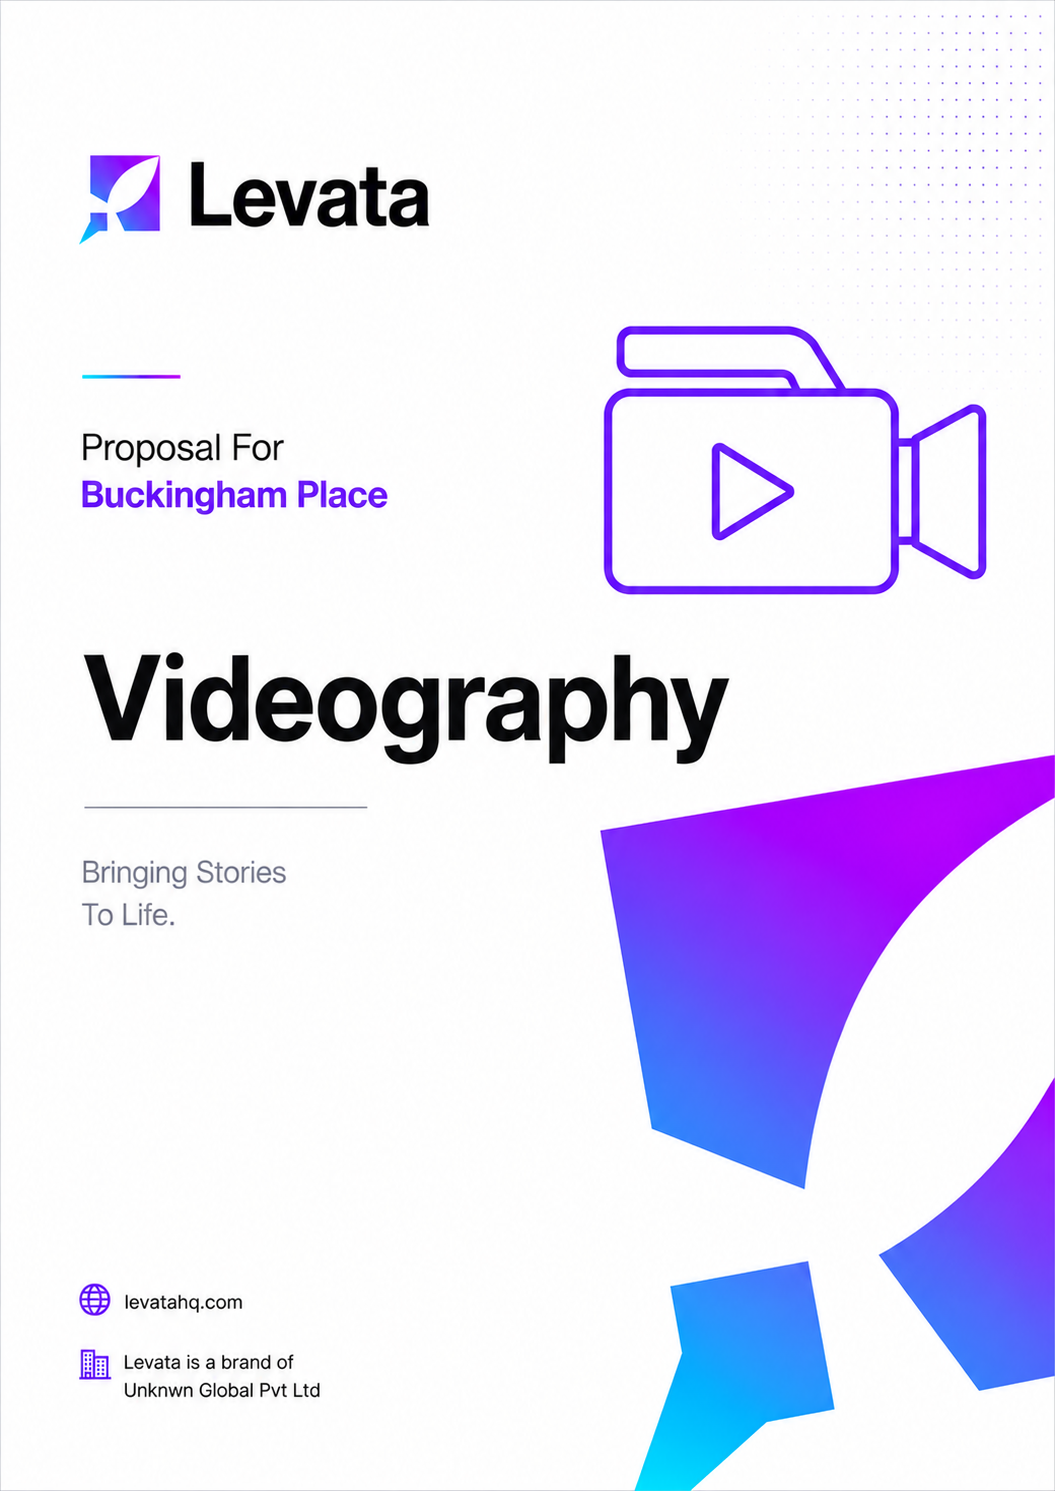 Levata
Proposal For
Buckingham Place
Videography
Bringing Stories
To Life.
levatahq.com
Levata is a brand of
Unknwn Global Pvt Ltd